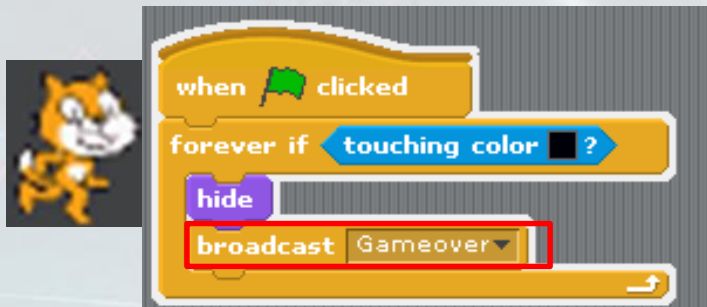 when clicked
forever if touching color ?
hide
broadcast Gameover